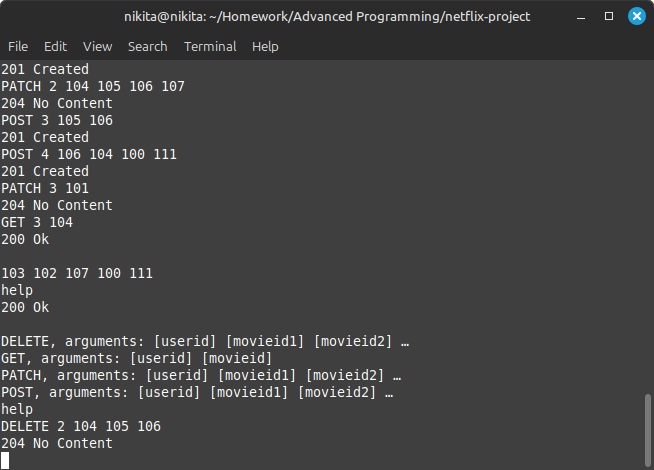 nikita@nikita: ~/Homework/Advanced Programming/netflix-project
File Edit View Search Terminal Help
201 Created
PATCH 2 104 105 106 107
204 No Content
POST 3 105 106
201 Created
POST 4 106 104 100 111
201 Created
PATCH 3 101
204 No Content
GET 3 104
200 Ok
103 102 107 100 111
help
200 Ok
DELETE, arguments: [userid] [movieid1] [movieid2] …
GET, arguments: [userid] [movieid]
PATCH, arguments: [userid] [movieid1] [movieid2] …
POST, arguments: [userid] [movieid1] [movieid2] …
help
DELETE 2 104 105 106
204 No Content